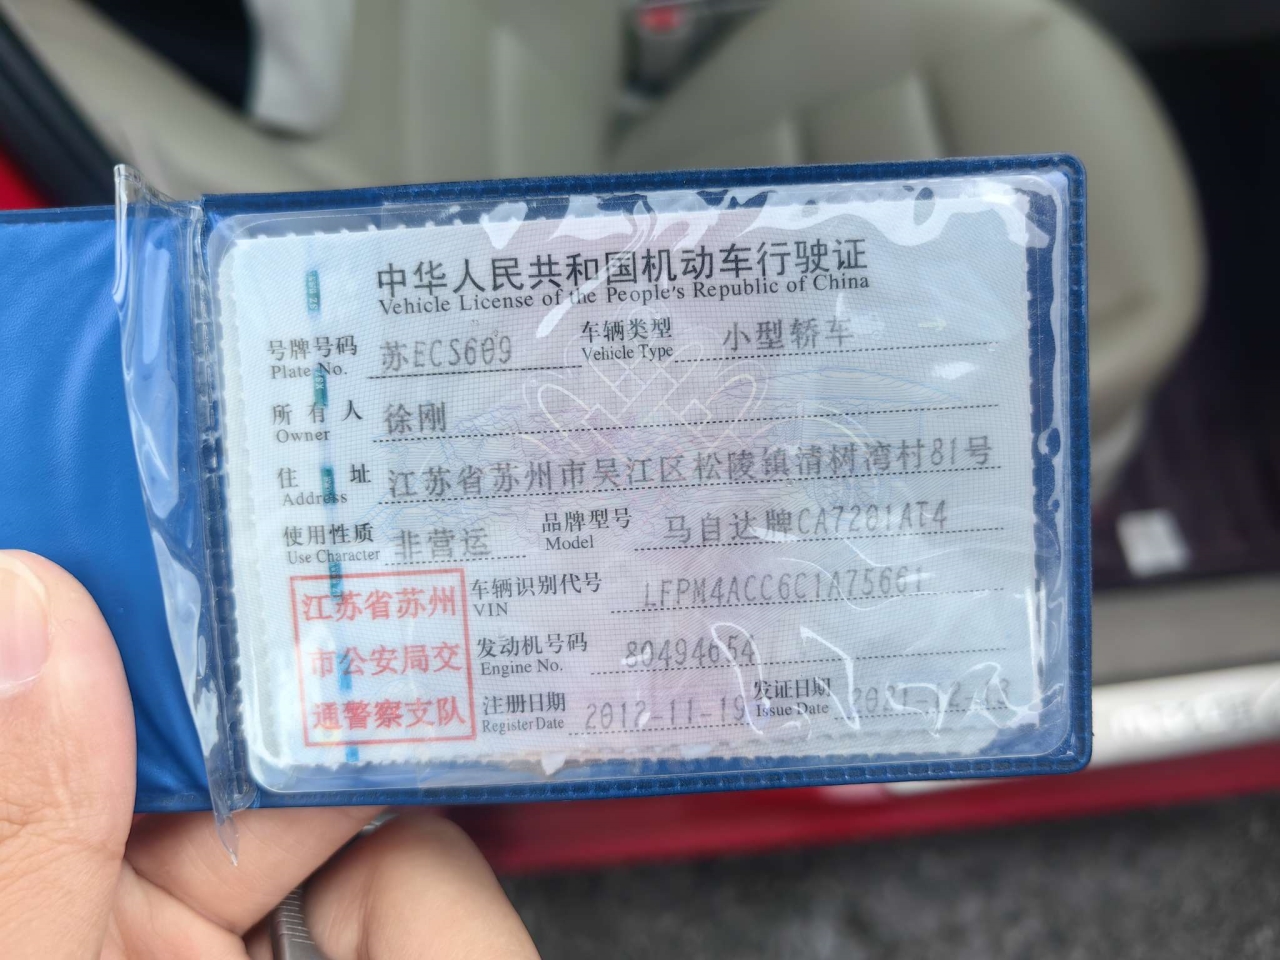 中华人民共和国机动车行驶证
Vehicle License of the People's Republic of China
号牌号码 苏ECS609 车辆类型 小型轿车
Plate No. Vehicle Type
所有人 徐刚
Owner
住址 江苏省苏州市吴江区松陵镇清树湾村81号
Address
使用性质 非营运 品牌型号 马自达牌CA7201AT4
Use Character Model
江苏省苏州
市公安局交
通警察支队
车辆识别代号 LFPM4ACC6C1A75661
VIN
发动机号码 80494654
Engine No.
注册日期 2012-11-19 发证日期
Register Date Issue Date